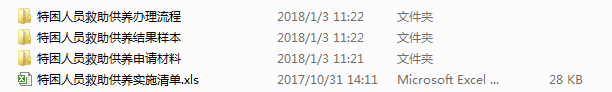 特困人员救助供养办理流程 2018/1/3 11:22 文件夹
特困人员救助供养结果样本 2018/1/3 11:22 文件夹
特困人员救助供养申请材料 2018/1/3 11:21 文件夹
特困人员救助供养实施清单.xls 2017/10/31 14:11 Microsoft Excel ... 28 KB